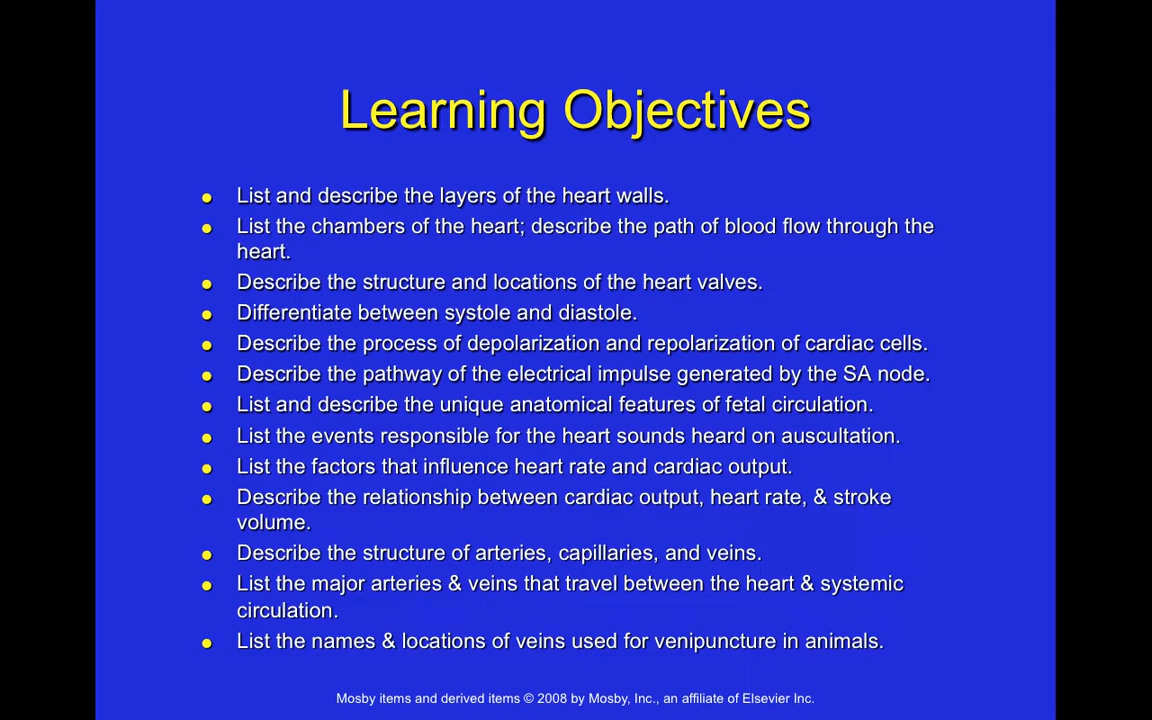 Learning Objectives
● List and describe the layers of the heart walls.
● List the chambers of the heart; describe the path of blood flow through the
heart.
● Describe the structure and locations of the heart valves.
● Differentiate between systole and diastole.
● Describe the process of depolarization and repolarization of cardiac cells.
● Describe the pathway of the electrical impulse generated by the SA node.
● List and describe the unique anatomical features of fetal circulation.
● List the events responsible for the heart sounds heard on auscultation.
● List the factors that influence heart rate and cardiac output.
● Describe the relationship between cardiac output, heart rate, & stroke
volume.
● Describe the structure of arteries, capillaries, and veins.
● List the major arteries & veins that travel between the heart & systemic
circulation.
● List the names & locations of veins used for venipuncture in animals.
Mosby items and derived items © 2008 by Mosby, Inc., an affiliate of Elsevier Inc.